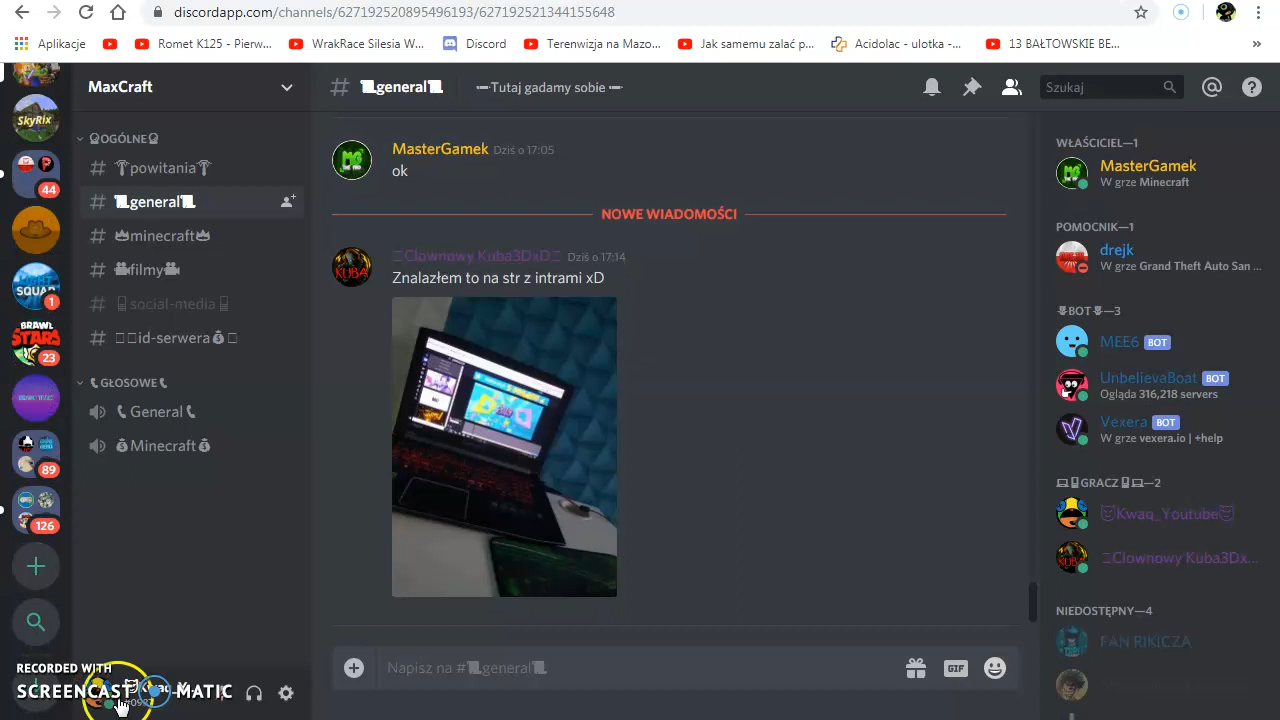 discordapp.com/channels/627192520895496193/627192521344155648
Aplikacje
Romet K125 - Pierw...
WrakRace Silesia W...
Discord
Terenwizja na Mazo...
Jak samemu zalać p...
Acidolac - ulotka -...
13 BAŁTOWSKIE BE...
»
SkyRix
44
SQUAD
1
BRAWL STARS
23
89
126
MaxCraft
OGÓLNE
# powitania
# general
# minecraft
# filmy
social-media
# id-serwera
GŁOSOWE
General
Minecraft
RECORDED WITH
SCREENCAST-O-MATIC
# general
Tutaj gadamy sobie
Szukaj
MasterGamek Dziś o 17:05
ok
NOWE WIADOMOŚCI
Clownowy Kuba3DxD Dziś o 17:14
KUBA
Znalazłem to na str z intrami xD
Napisz na #general
GIF
WŁAŚCICIEL—1
MasterGamek
W grze Minecraft
POMOCNIK—1
drejk
W grze Grand Theft Auto San ...
BOT—3
MEE6 BOT
UnbelievaBoat BOT
Ogląda 316,218 servers
Vexera BOT
W grze vexera.io | +help
GRACZ—2
Kwaq_Youtube
Clownowy Kuba3Dx...
NIEDOSTĘPNY—4
FAN RIKICZA